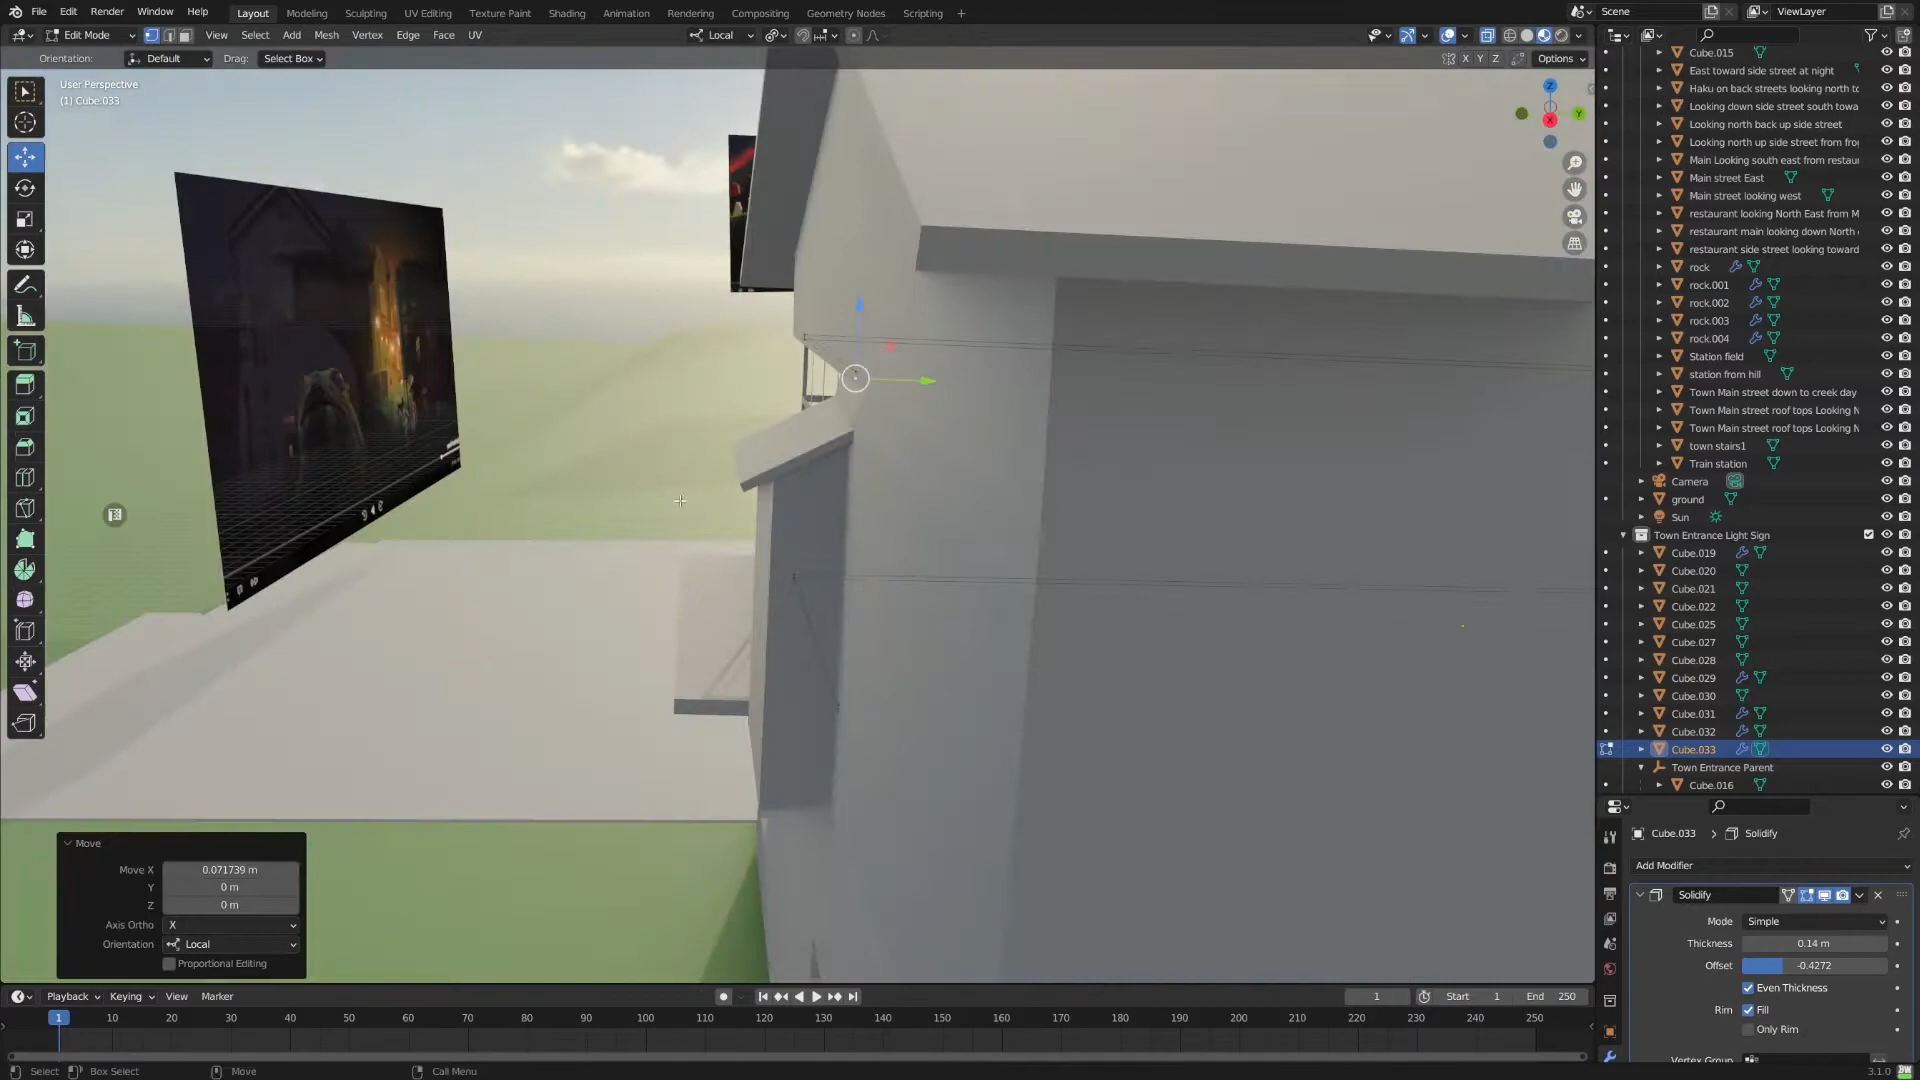 File Edit Render Window Help Layout Modeling Sculpting UV Editing Texture Paint Shading Animation Rendering Compositing Geometry Nodes Scripting + Scene ViewLayer
Edit Mode View Select Add Mesh Vertex Edge Face UV Local
Orientation: Default Drag: Select Box X Y Z Options
User Perspective
(1) Cube.033
Z
Y
X
Cube.015
East toward side street at night
Haku on back streets looking north to
Looking down side street south towa
Looking north back up side street
Looking north up side street from fro
Main Looking south east from restaur
Main street East
Main street looking west
restaurant looking North East from M
restaurant main looking down North
restaurant side street looking toward
rock
rock.001
rock.002
rock.003
rock.004
Station field
station from hill
Town Main street down to creek day
Town Main street roof tops Looking N
Town Main street roof tops Looking N
town stairs1
Train station
Camera
ground
Sun
Town Entrance Light Sign
Cube.019
Cube.020
Cube.021
Cube.022
Cube.025
Cube.027
Cube.028
Cube.029
Cube.030
Cube.031
Cube.032
Cube.033
Town Entrance Parent
Cube.016
Cube.033 > Solidify
Add Modifier
Solidify
Mode Simple
Thickness 0.14 m
Offset -0.4272
Even Thickness
Rim Fill
Only Rim
Vertex Group
Move
Move X 0.071739 m
Y 0 m
Z 0 m
Axis Ortho X
Orientation Local
Proportional Editing
Playback Keying View Marker 1 Start 1 End 250
1 10 20 30 40 50 60 70 80 90 100 110 120 130 140 150 160 170 180 190 200 210 220 230 240 250
Select Box Select Move Call Menu 3.1.0